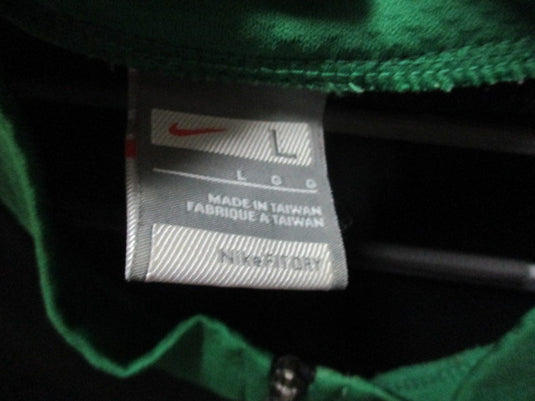 L
L G G
MADE IN TAIWAN
FABRIQUE A TAIWAN
NikeFIT DRY